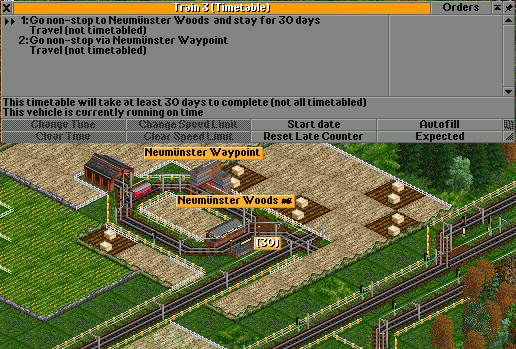 Train 3 (Timetable)
Orders
1: Go non-stop to Neumünster Woods and stay for 30 days
Travel (not timetabled)
2: Go non-stop via Neumünster Waypoint
Travel (not timetabled)
This timetable will take at least 30 days to complete (not all timetabled)
This vehicle is currently running on time
Change Time
Change Speed Limit
Start date
Autofill
Clear Time
Clear Speed Limit
Reset Late Counter
Expected
Neumünster Waypoint
Neumünster Woods
(30)